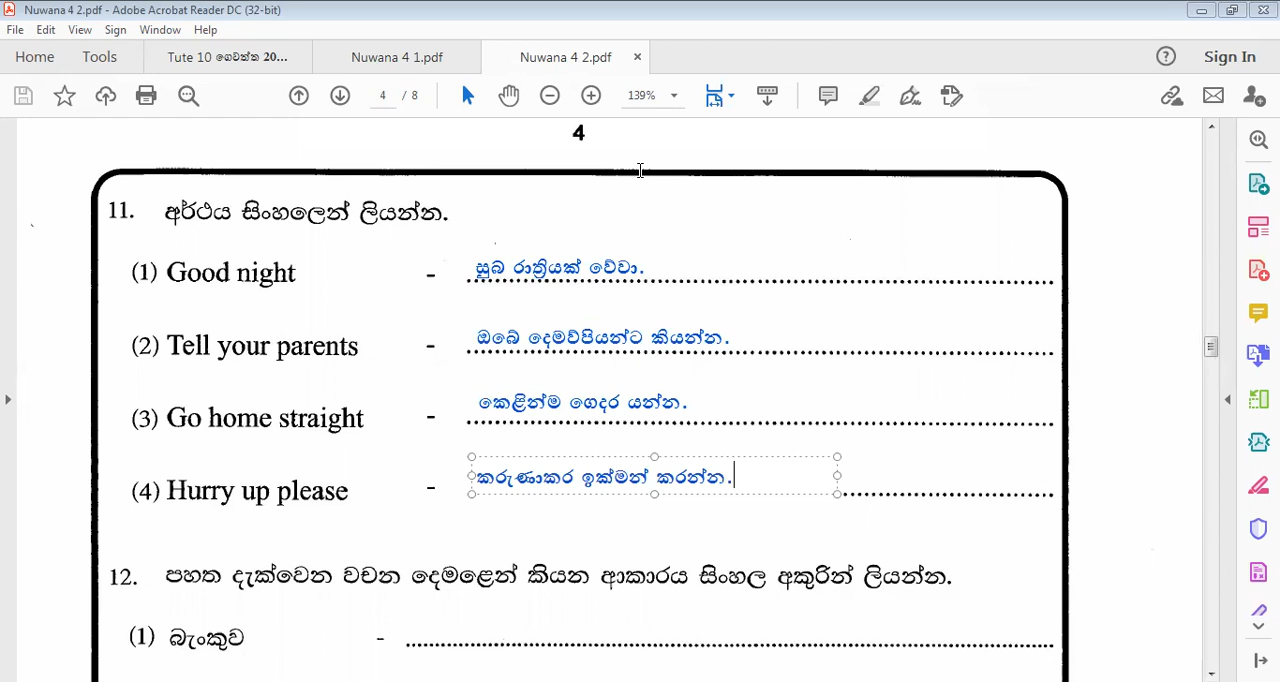 Nuwana 4 2.pdf - Adobe Acrobat Reader DC (32-bit)
File Edit View Sign Window Help
Home Tools Tute 10 ගෙවත්ත 20... Nuwana 4 1.pdf Nuwana 4 2.pdf × Sign In
4 / 8 139%
4
11. අර්ථය සිංහලෙන් ලියන්න.
(1) Good night - සුබ රාත්‍රියක් වේවා.
(2) Tell your parents - ඔබේ දෙමව්පියන්ට කියන්න.
(3) Go home straight - කෙළින්ම ගෙදර යන්න.
(4) Hurry up please - කරුණාකර ඉක්මන් කරන්න.
12. පහත දැක්වෙන වචන දෙමළෙන් කියන ආකාරය සිංහල අකුරින් ලියන්න.
(1) බැංකුව -